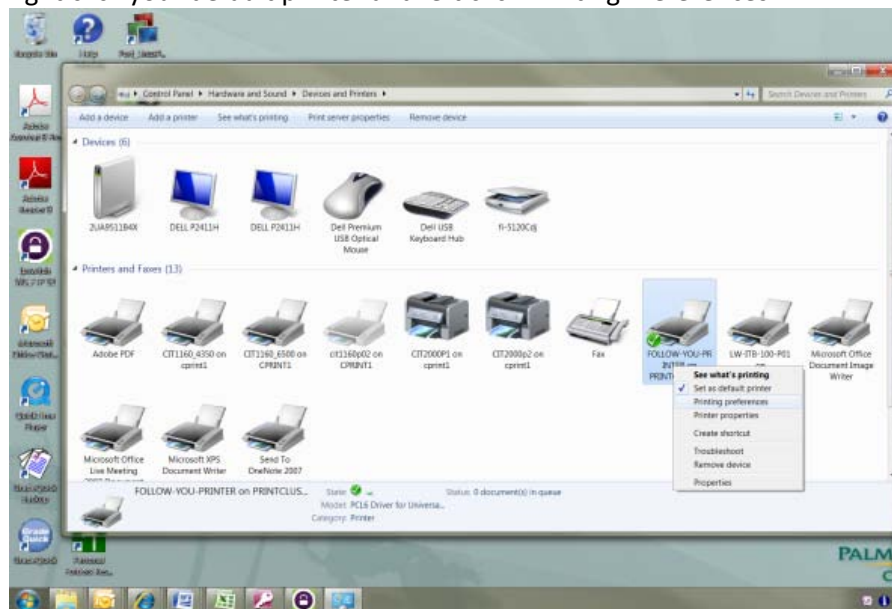 Help
Control Panel ▸ Hardware and Sound ▸ Devices and Printers ▸
Search Devices and Printers
Add a device Add a printer See what's printing Print server properties Remove device
Devices (6)
2UA9511B4X
DELL P2411H
DELL P2411H
Dell Premium
USB Optical
Mouse
Dell USB
Keyboard Hub
fi-5120Cdj
Printers and Faxes (13)
Adobe PDF
CIT1160_4350 on
CPRINT1
CIT1160_6500 on
CPRINT1
cit1160p02 on
CPRINT1
CIT2000P1 on
cprint1
CIT2000p2 on
cprint1
Fax
FOLLOW-YOU-PR
INTER on
LW-ITB-100-P01
Microsoft Office
Document Image
Writer
See what's printing
Set as default printer
Printing preferences
Printer properties
Create shortcut
Troubleshoot
Remove device
Properties
Microsoft Office
Live Meeting
Microsoft XPS
Document Writer
Send To
OneNote 2007
FOLLOW-YOU-PRINTER on PRINTCLUS...
State:
Status: 0 document(s) in queue
Model: PCL6 Driver for Universa...
Category: Printer
PALM